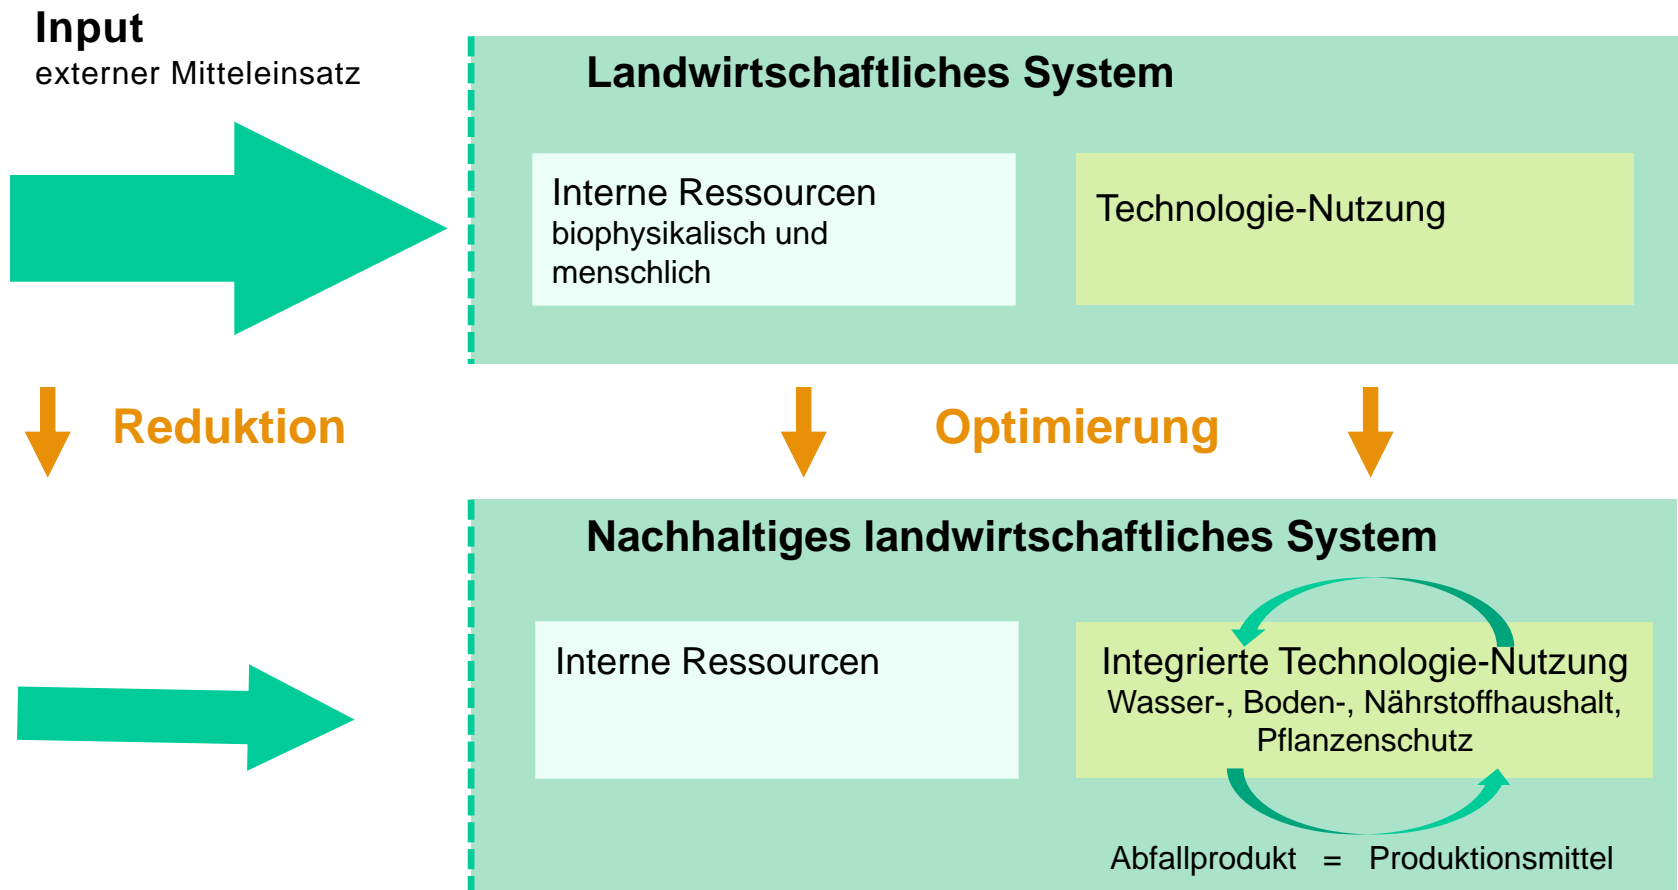 Input
externer Mitteleinsatz
Landwirtschaftliches System
Interne Ressourcen
biophysikalisch und
menschlich
Technologie-Nutzung
Reduktion
Optimierung
Nachhaltiges landwirtschaftliches System
Interne Ressourcen
Integrierte Technologie-Nutzung
Wasser-, Boden-, Nährstoffhaushalt,
Pflanzenschutz
Abfallprodukt = Produktionsmittel